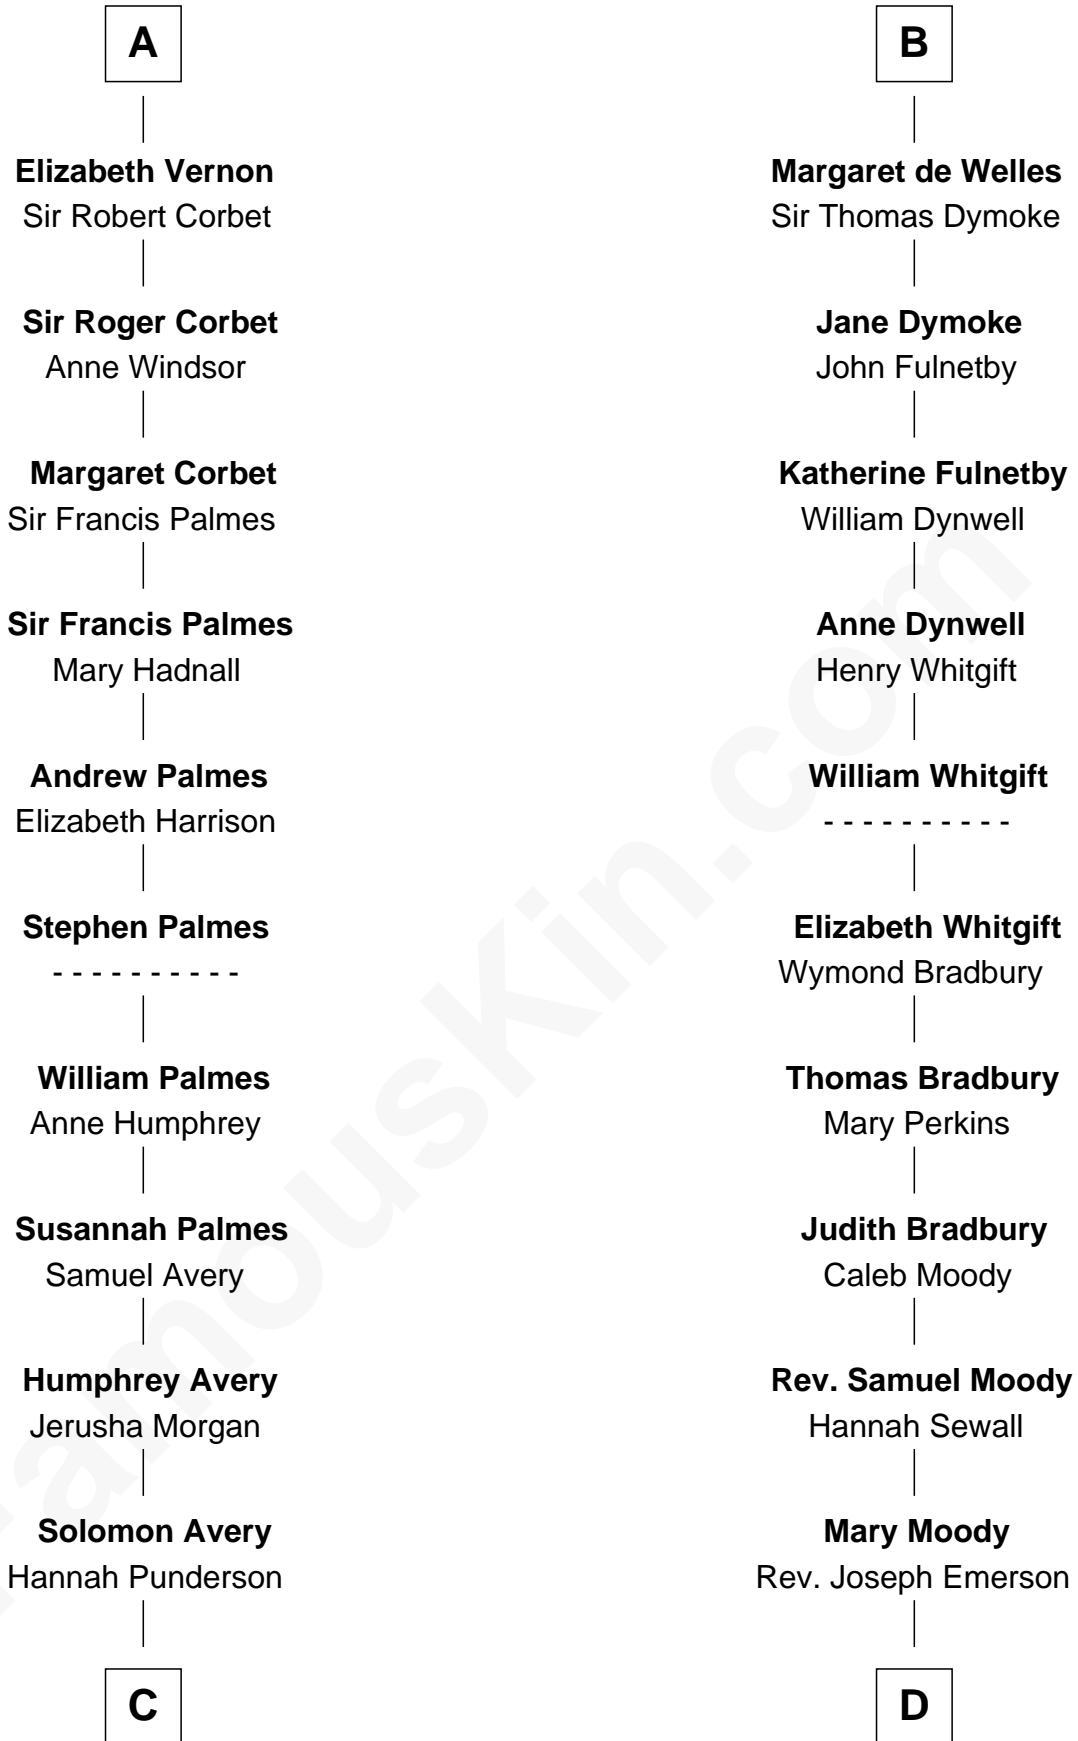 A
Elizabeth Vernon
Sir Robert Corbet
Sir Roger Corbet
Anne Windsor
Margaret Corbet
Sir Francis Palmes
Sir Francis Palmes
Mary Hadnall
Andrew Palmes
Elizabeth Harrison
Stephen Palmes
- - - - - - - - - -
William Palmes
Anne Humphrey
Susannah Palmes
Samuel Avery
Humphrey Avery
Jerusha Morgan
Solomon Avery
Hannah Punderson
C
B
Margaret de Welles
Sir Thomas Dymoke
Jane Dymoke
John Fulnetby
Katherine Fulnetby
William Dynwell
Anne Dynwell
Henry Whitgift
William Whitgift
- - - - - - - - - -
Elizabeth Whitgift
Wymond Bradbury
Thomas Bradbury
Mary Perkins
Judith Bradbury
Caleb Moody
Rev. Samuel Moody
Hannah Sewall
Mary Moody
Rev. Joseph Emerson
D
FamousKin.com